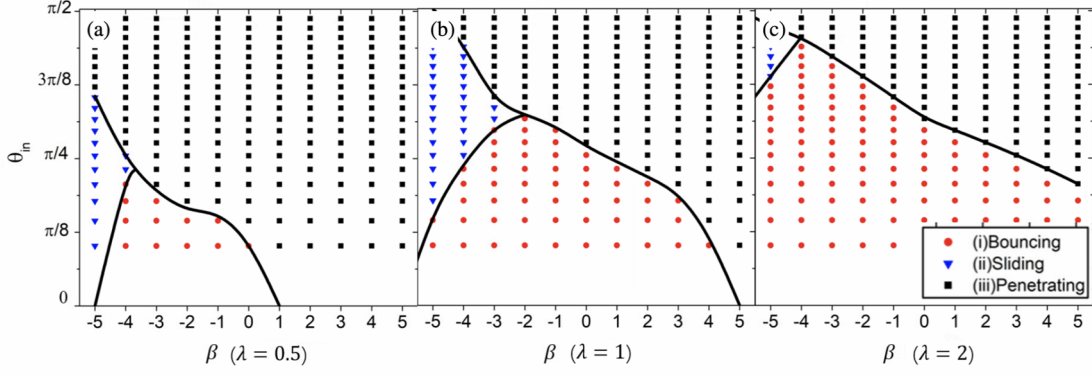 π/2
(a)
(b)
(c)
3π/8
θin
π/4
π/8
0
(i)Bouncing
(ii)Sliding
(iii)Penetrating
-5 -4 -3 -2 -1 0 1 2 3 4 5
-5 -4 -3 -2 -1 0 1 2 3 4 5
-5 -4 -3 -2 -1 0 1 2 3 4 5
β (λ = 0.5)
β (λ = 1)
β (λ = 2)